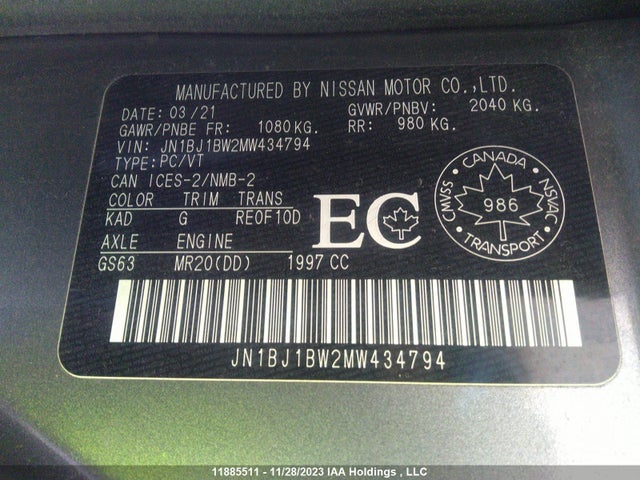 MANUFACTURED BY NISSAN MOTOR CO.,LTD.
DATE: 03/21 GVWR/PNBV: 2040 KG.
GAWR/PNBE FR: 1080 KG. RR: 980 KG.
VIN: JN1BJ1BW2MW434794
TYPE: PC/VT
CAN ICES-2/NMB-2
COLOR TRIM TRANS
KAD G RE0F10D
AXLE ENGINE
GS63 MR20(DD) 1997 CC
EC
CANADA
CMVSS 986 NSVAC
TRANSPORT
JN1BJ1BW2MW434794
11885511 - 11/28/2023 IAA Holdings , LLC